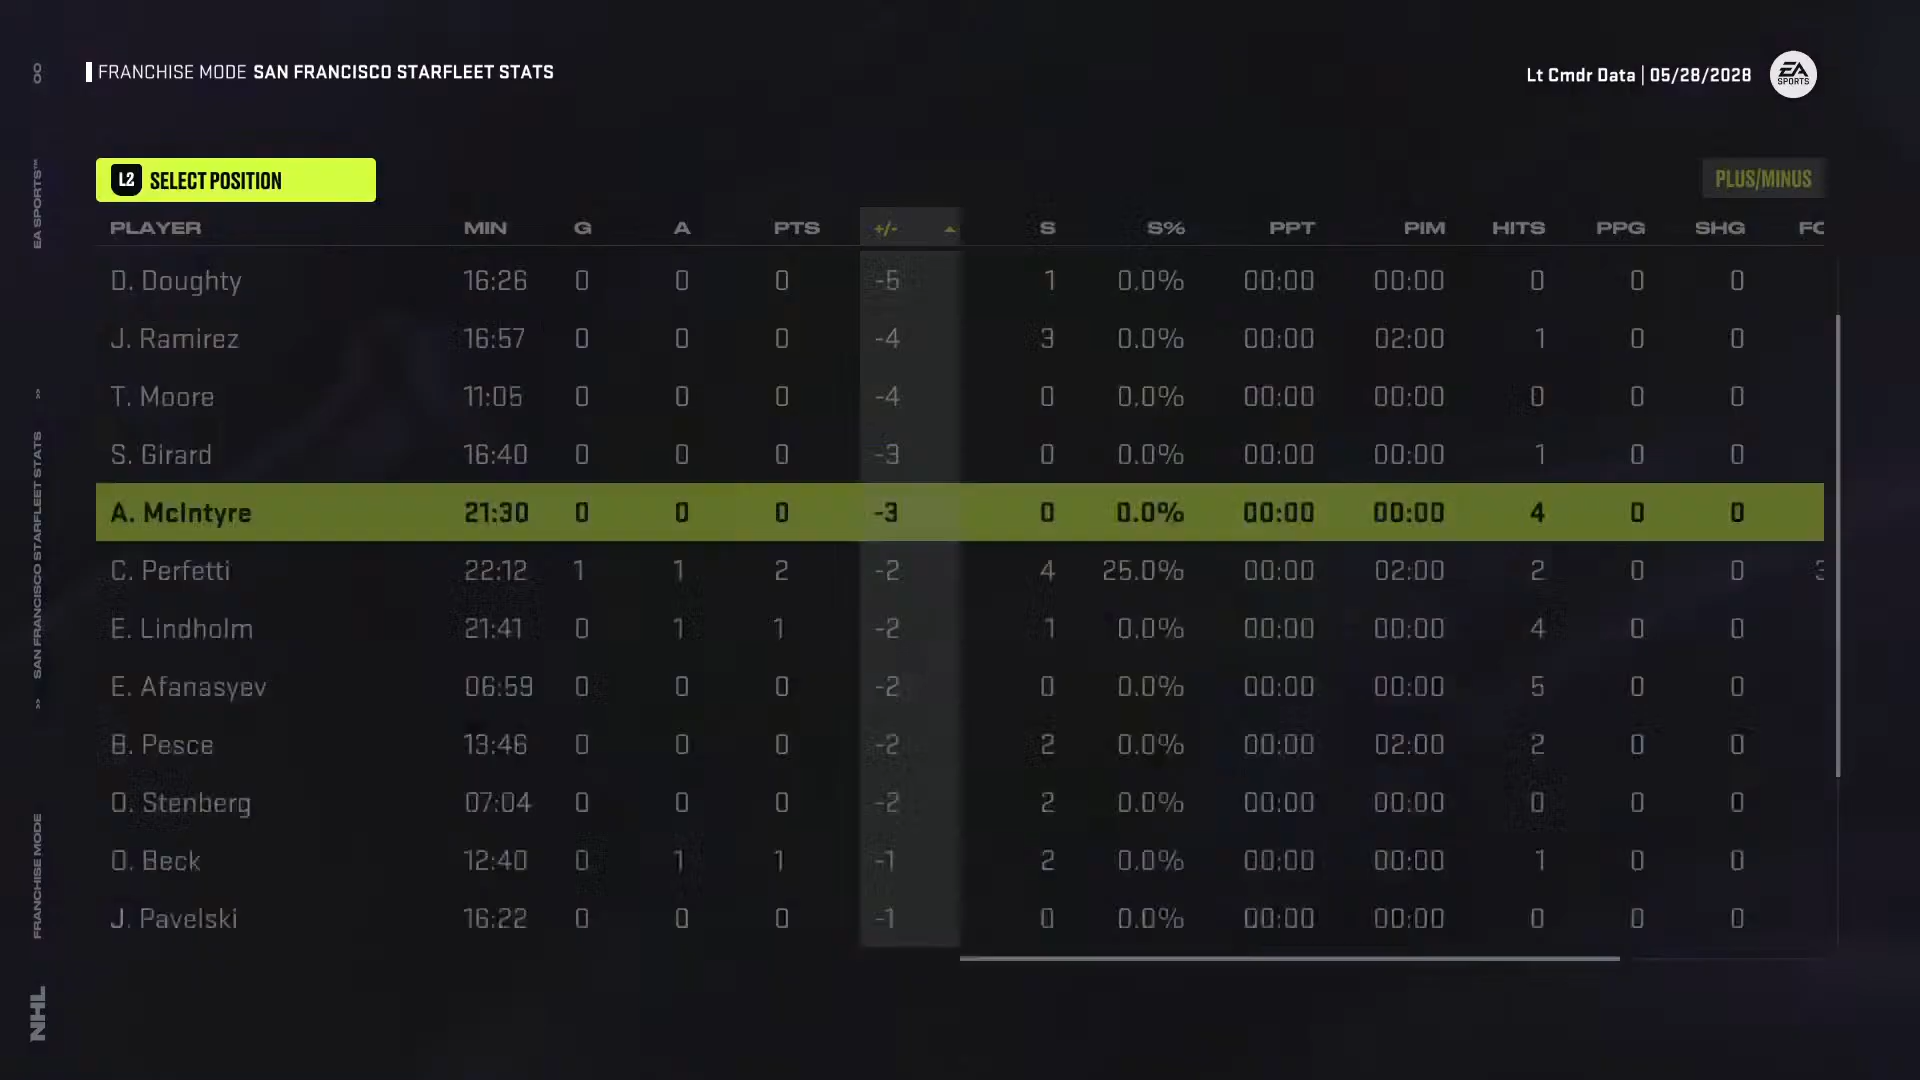 FRANCHISE MODE SAN FRANCISCO STARFLEET STATS
Lt Cmdr Data | 05/28/2028
EA SPORTS
L2 SELECT POSITION
PLUS/MINUS
PLAYER MIN G A PTS +/- S S% PPT PIM HITS PPG SHG
D. Doughty 16:26 0 0 0 -5 1 0.0% 00:00 00:00 0 0 0
J. Ramirez 16:57 0 0 0 -4 3 0.0% 00:00 02:00 1 0 0
T. Moore 11:05 0 0 0 -4 0 0.0% 00:00 00:00 0 0 0
S. Girard 16:40 0 0 0 -3 0 0.0% 00:00 00:00 1 0 0
A. McIntyre 21:30 0 0 0 -3 0 0.0% 00:00 00:00 4 0 0
C. Perfetti 22:12 1 1 2 -2 4 25.0% 00:00 02:00 2 0 0
E. Lindholm 21:41 0 1 1 -2 1 0.0% 00:00 00:00 4 0 0
E. Afanasyev 06:59 0 0 0 -2 0 0.0% 00:00 00:00 5 0 0
B. Pesce 13:46 0 0 0 -2 2 0.0% 00:00 02:00 2 0 0
O. Stenberg 07:04 0 0 0 -2 2 0.0% 00:00 00:00 0 0 0
O. Beck 12:40 0 1 1 -1 2 0.0% 00:00 00:00 1 0 0
J. Pavelski 16:22 0 0 0 -1 0 0.0% 00:00 00:00 0 0 0
NHL
FRANCHISE MODE
SAN FRANCISCO STARFLEET STATS
EA SPORTS™